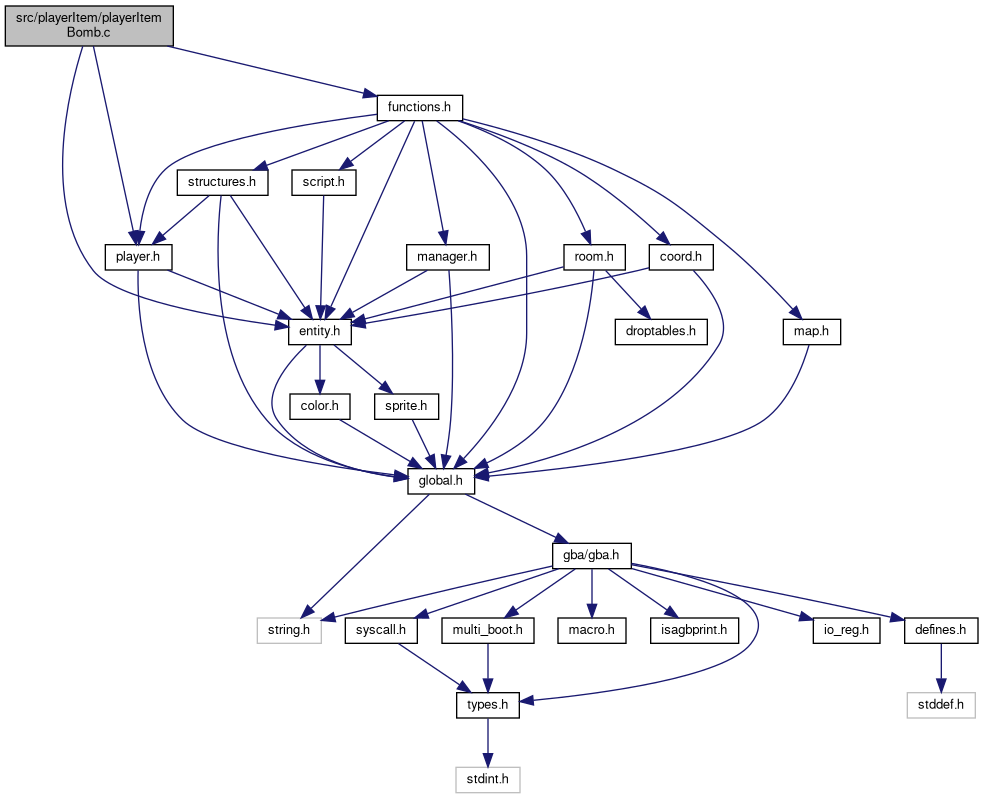 src/playerItem/playerItem
Bomb.c
functions.h
structures.h
script.h
player.h
manager.h
room.h
coord.h
entity.h
droptables.h
map.h
color.h
sprite.h
global.h
gba/gba.h
string.h
syscall.h
multi_boot.h
macro.h
isagbprint.h
io_reg.h
defines.h
types.h
stddef.h
stdint.h